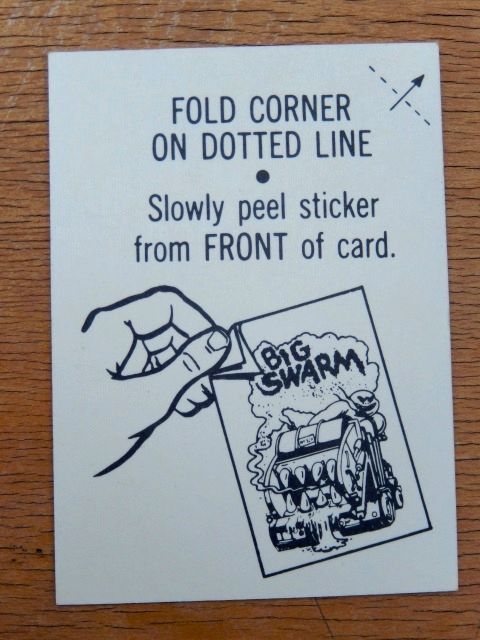 FOLD CORNER
ON DOTTED LINE
Slowly peel sticker
from FRONT of card.
BIG
SWARM